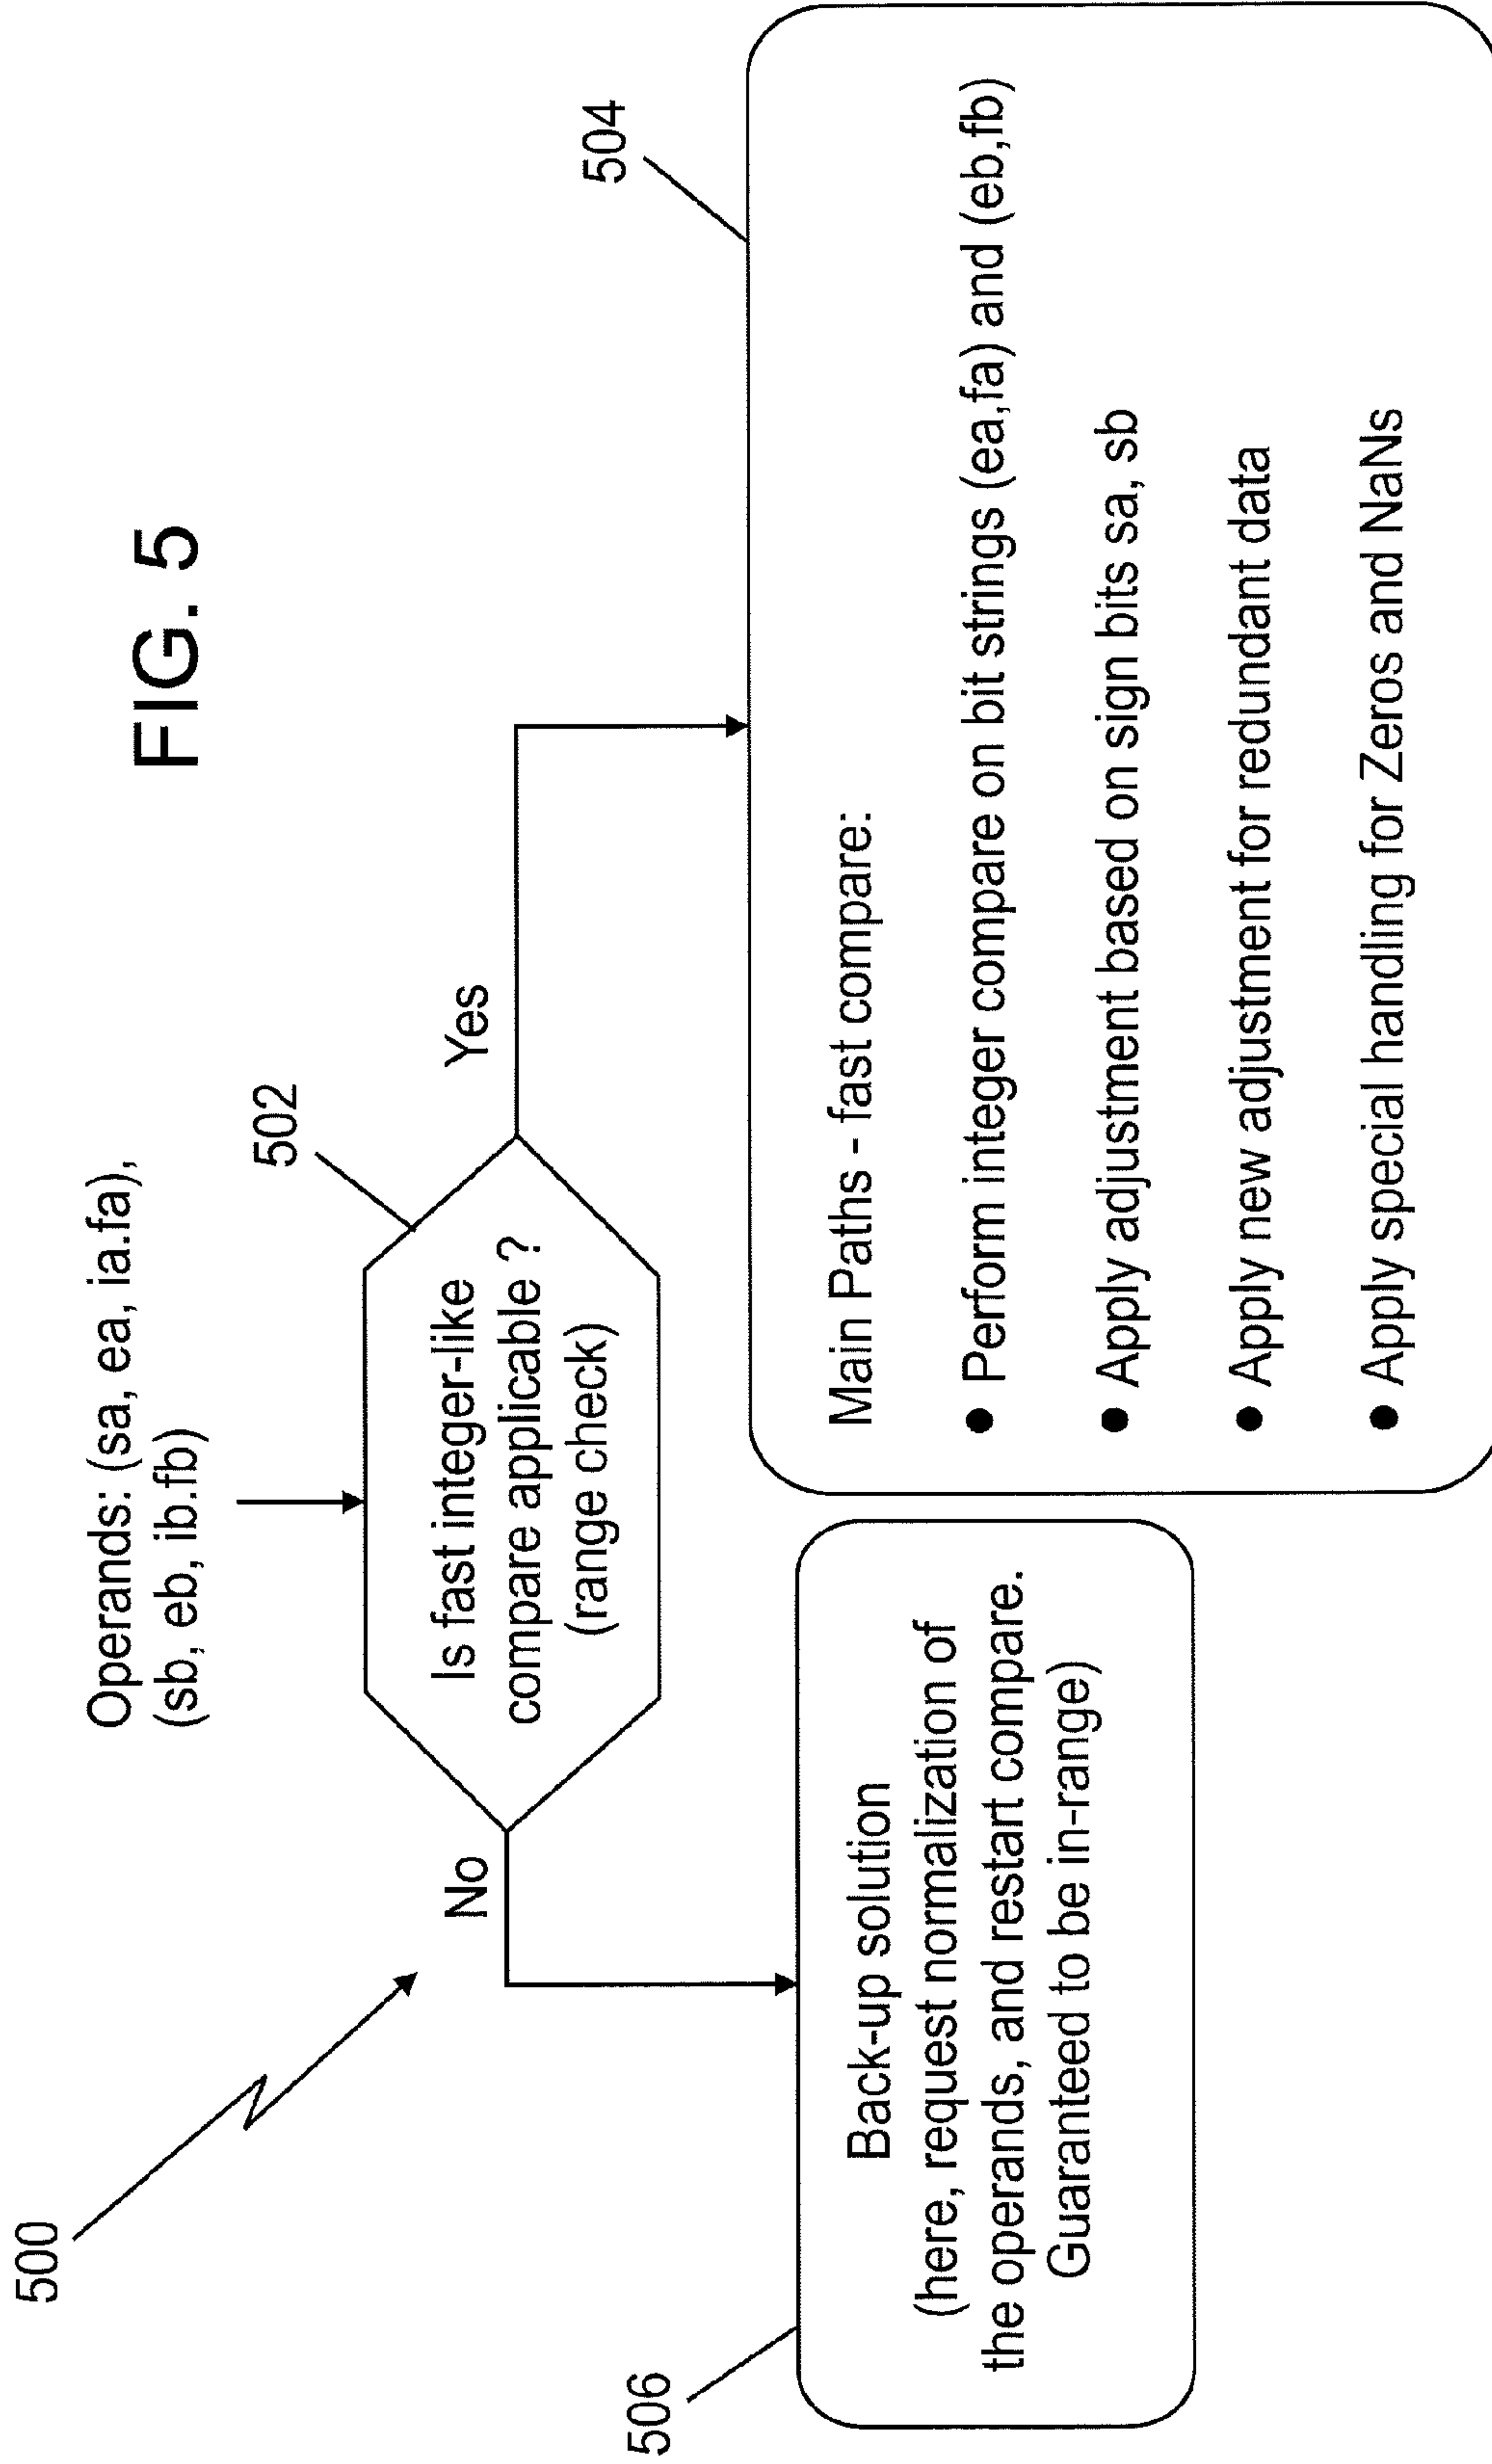 FIG. 5
500
Operands: (sa, ea, ia.fa),
(sb, eb, ib.fb)
502
Is fast integer-like
compare applicable ?
(range check)
No
Yes
506
Back-up solution
(here, request normalization of
the operands, and restart compare.
Guaranteed to be in-range)
504
Main Paths - fast compare:
● Perform integer compare on bit strings (ea,fa) and (eb,fb)
● Apply adjustment based on sign bits sa, sb
● Apply new adjustment for redundant data
● Apply special handling for Zeros and NaNs